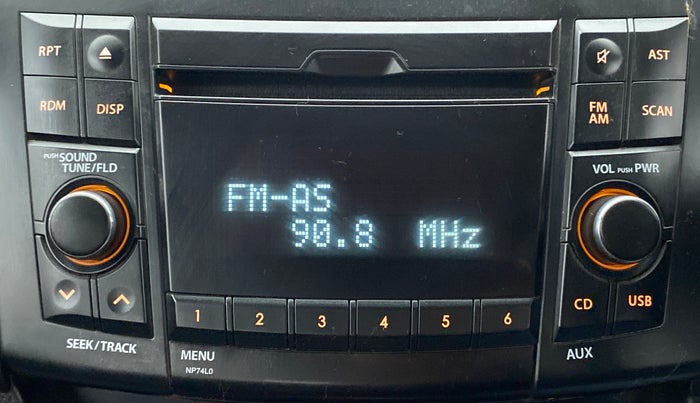 RPT
RDM
DISP
PUSH SOUND
TUNE/FLD
SEEK/TRACK
FM-AS
90.8 MHz
1 2 3 4 5 6
MENU
NP74L0
AST
FM
AM
SCAN
VOL PUSH PWR
CD
USB
AUX